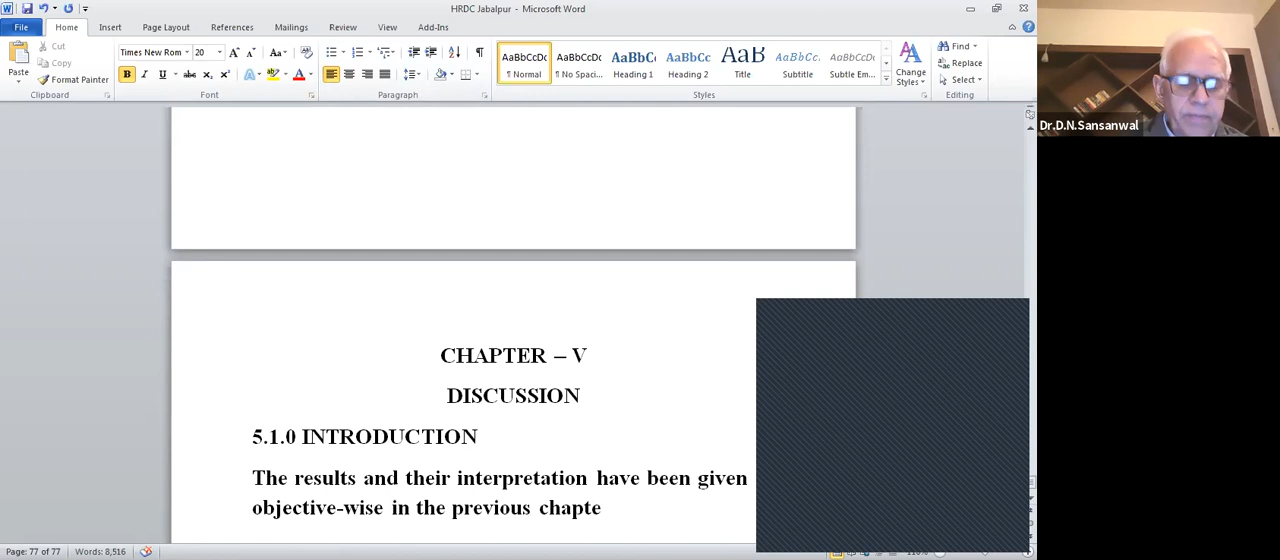 HRDC Jabalpur - Microsoft Word
File Home Insert Page Layout References Mailings Review View Add-Ins
Paste
Cut
Copy
Format Painter
Clipboard
Times New Rom 20
B I U abc X₂ X² A
Font
Paragraph
AaBbCcDc AaBbCcDc AaBbCc AaBbCc AaB AaBbCc. AaBbCcDc
¶ Normal ¶ No Spaci... Heading 1 Heading 2 Title Subtitle Subtle Em...
Change Styles
Styles
Find
Replace
Select
Editing
Dr.D.N.Sansanwal
CHAPTER – V
DISCUSSION
5.1.0 INTRODUCTION
The results and their interpretation have been given
objective-wise in the previous chapte
Page: 77 of 77 Words: 8,516